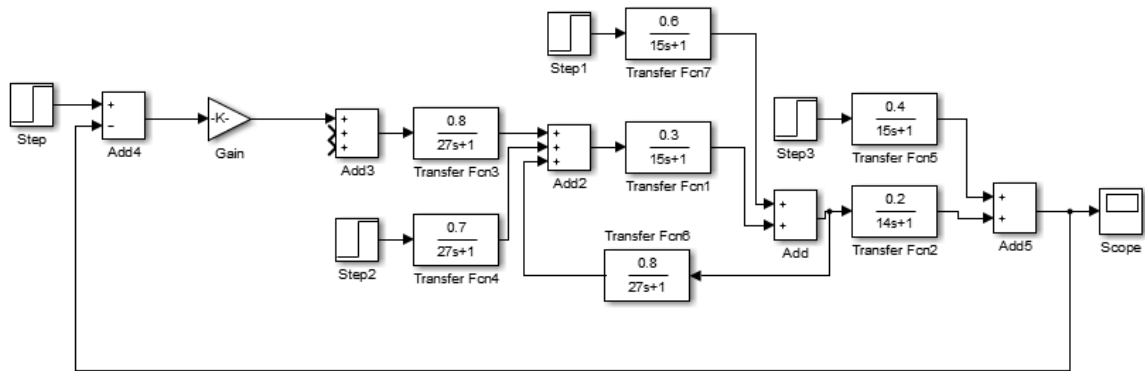 0.6
15s+1
Step1
Transfer Fcn7
Step
+
−
Add4
-K-
Gain
+
+
+
Add3
0.8
27s+1
Transfer Fcn3
+
+
+
Add2
0.3
15s+1
Transfer Fcn1
0.4
15s+1
Step3
Transfer Fcn5
Step2
0.7
27s+1
Transfer Fcn4
Transfer Fcn6
0.8
27s+1
+
+
Add
0.2
14s+1
Transfer Fcn2
+
+
Add5
Scope